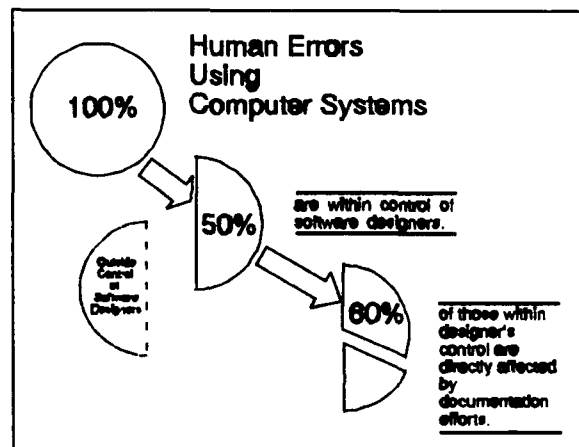 Human Errors
Using
Computer Systems
100%
50%
are within control of
software designers.
Outside
Control
of
Software
Designers
60%
of those within
designer's
control are
directly affected
by
documentation
efforts.